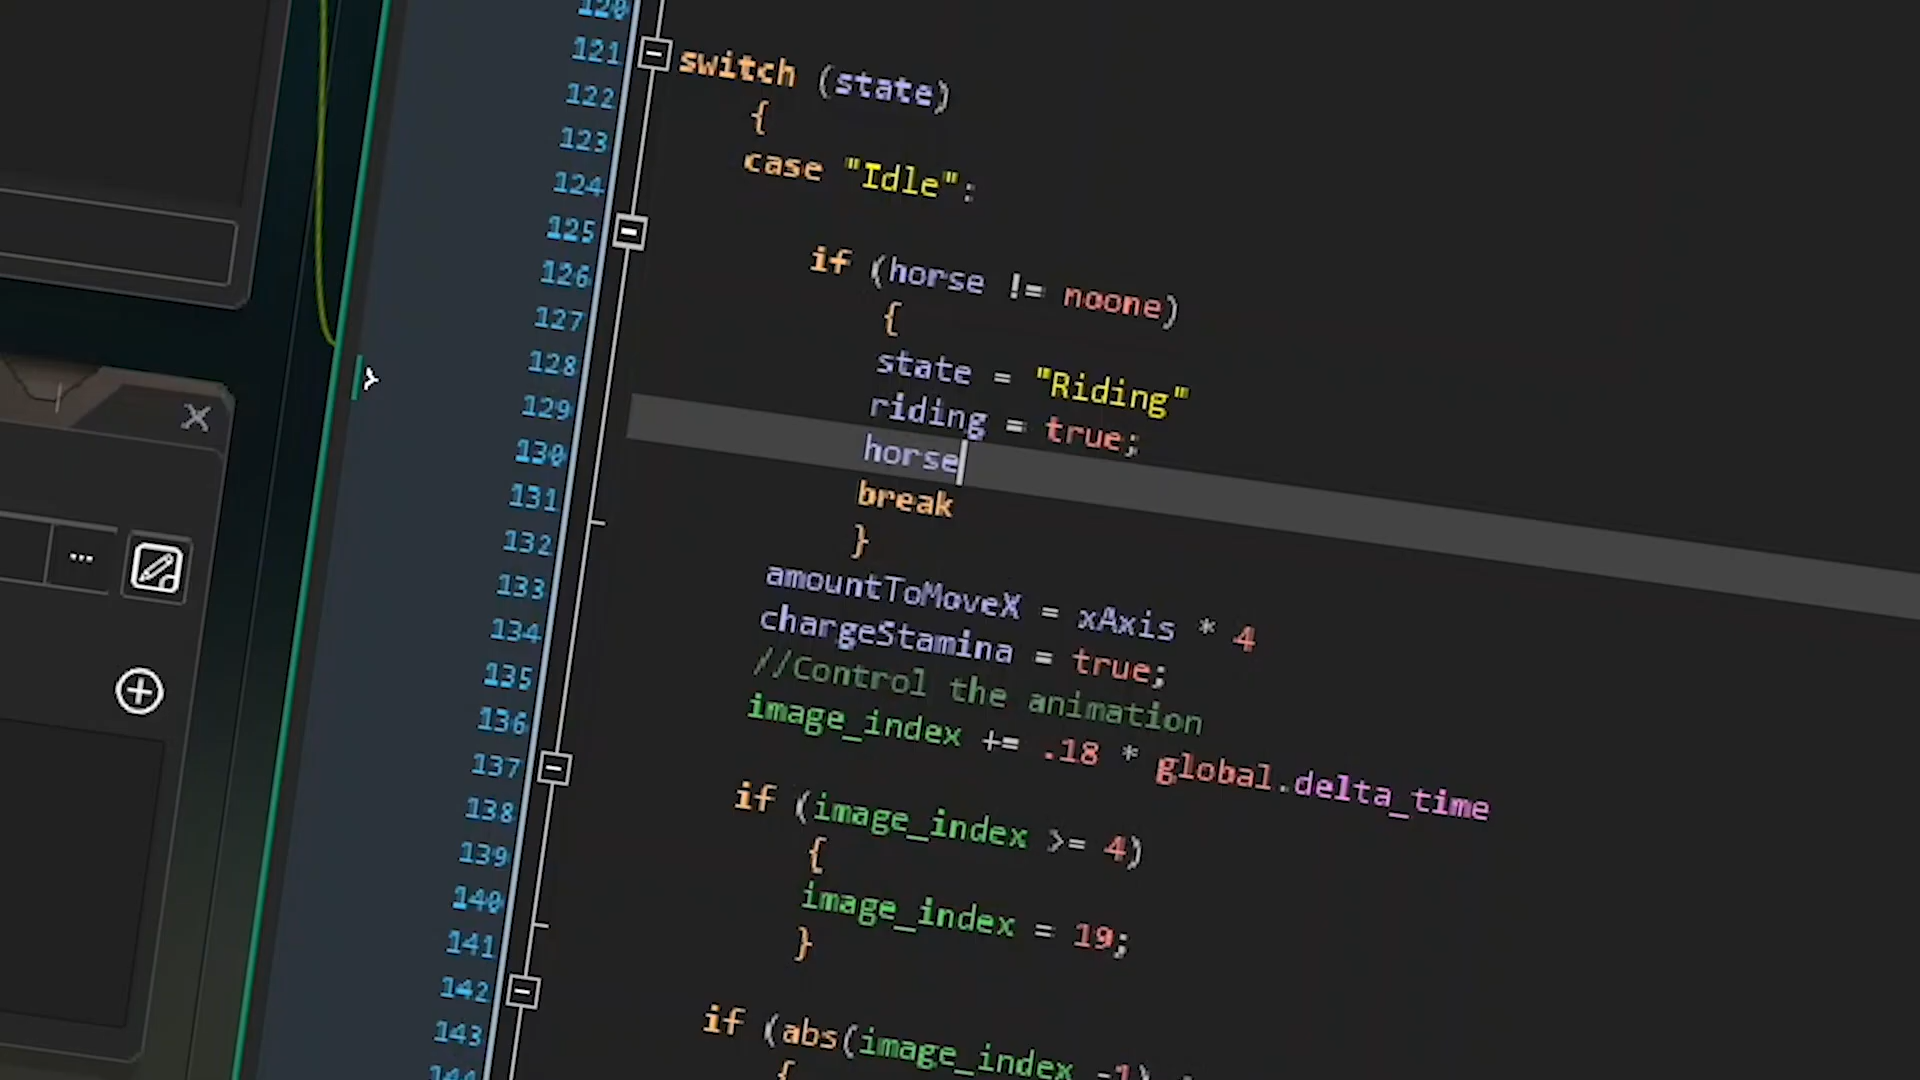 120
121 switch (state)
122 {
123 case "Idle":
124
125 if (horse != noone)
126 {
127 state = "Riding"
128 riding = true;
129 horse
130 break
131 }
132 amountToMoveX = xAxis * 4
133 chargeStamina = true;
134 //Control the animation
135 image_index += .18 * global.delta_time
136
137 if (image_index >= 4)
138 {
139 image_index = 19;
140 }
141
142 if (abs(image_index -1)
143 {
144